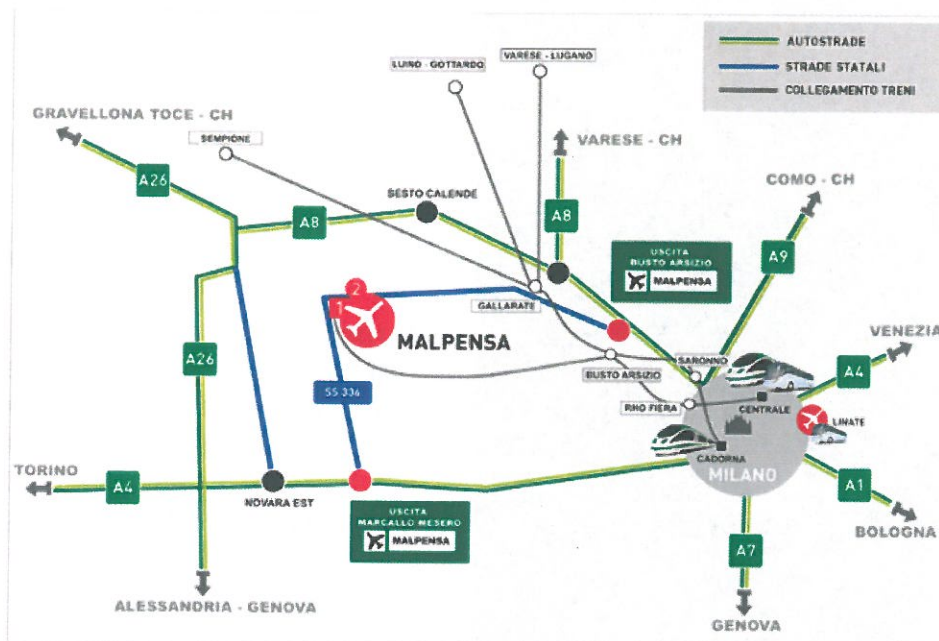 AUTOSTRADE
STRADE STATALI
COLLEGAMENTO TRENI
VARESE - LUGANO
LUINO - GOTTARDO
GRAVELLONA TOCE - CH
SEMPIONE
VARESE - CH
COMO - CH
A26
SESTO CALENDE
A8
A8
A9
USCITA
BUSTO ARSIZIO
MALPENSA
2
1
GALLARATE
MALPENSA
VENEZIA
A26
SS 336
BUSTO ARSIZIO
SARONNO
A4
RHO FIERA
CENTRALE
LINATE
CADORNA
MILANO
TORINO
A4
NOVARA EST
USCITA
MARCALLO MESERO
MALPENSA
A1
BOLOGNA
A7
ALESSANDRIA - GENOVA
GENOVA